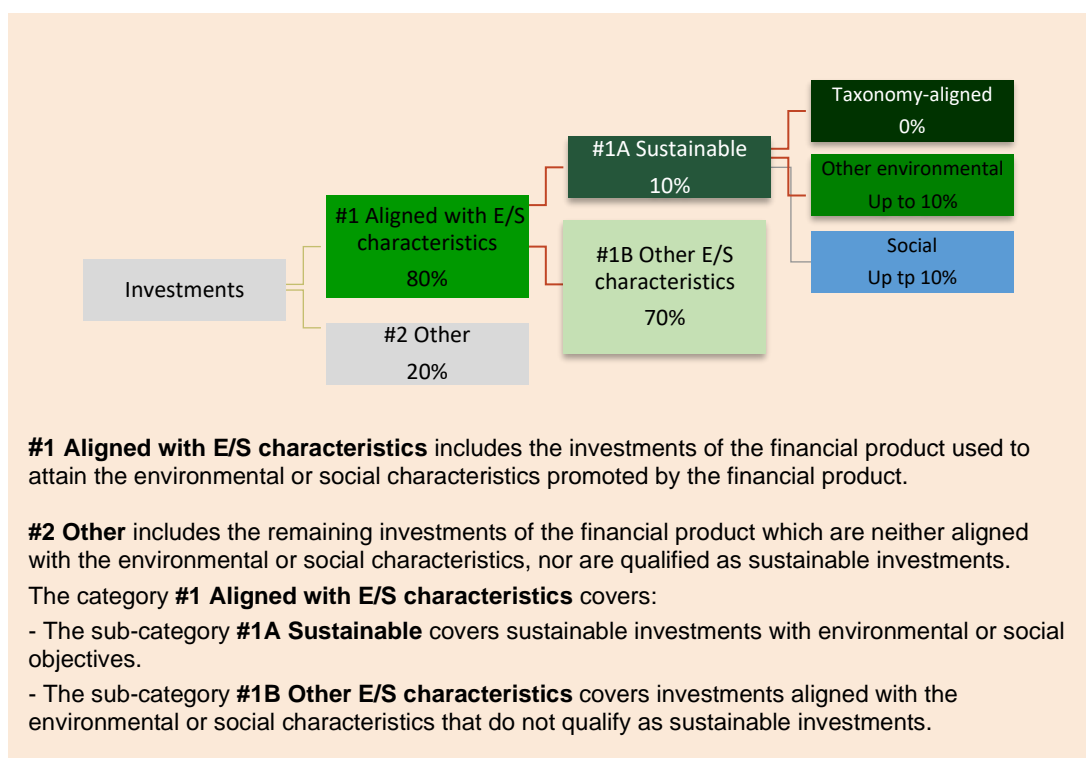 Taxonomy-aligned
0%
#1A Sustainable
10%
Other environmental
Up to 10%
#1 Aligned with E/S
characteristics
80%
#1B Other E/S
characteristics
70%
Social
Up tp 10%
Investments
#2 Other
20%
#1 Aligned with E/S characteristics includes the investments of the financial product used to
attain the environmental or social characteristics promoted by the financial product.
#2 Other includes the remaining investments of the financial product which are neither aligned
with the environmental or social characteristics, nor are qualified as sustainable investments.
The category #1 Aligned with E/S characteristics covers:
- The sub-category #1A Sustainable covers sustainable investments with environmental or social
objectives.
- The sub-category #1B Other E/S characteristics covers investments aligned with the
environmental or social characteristics that do not qualify as sustainable investments.